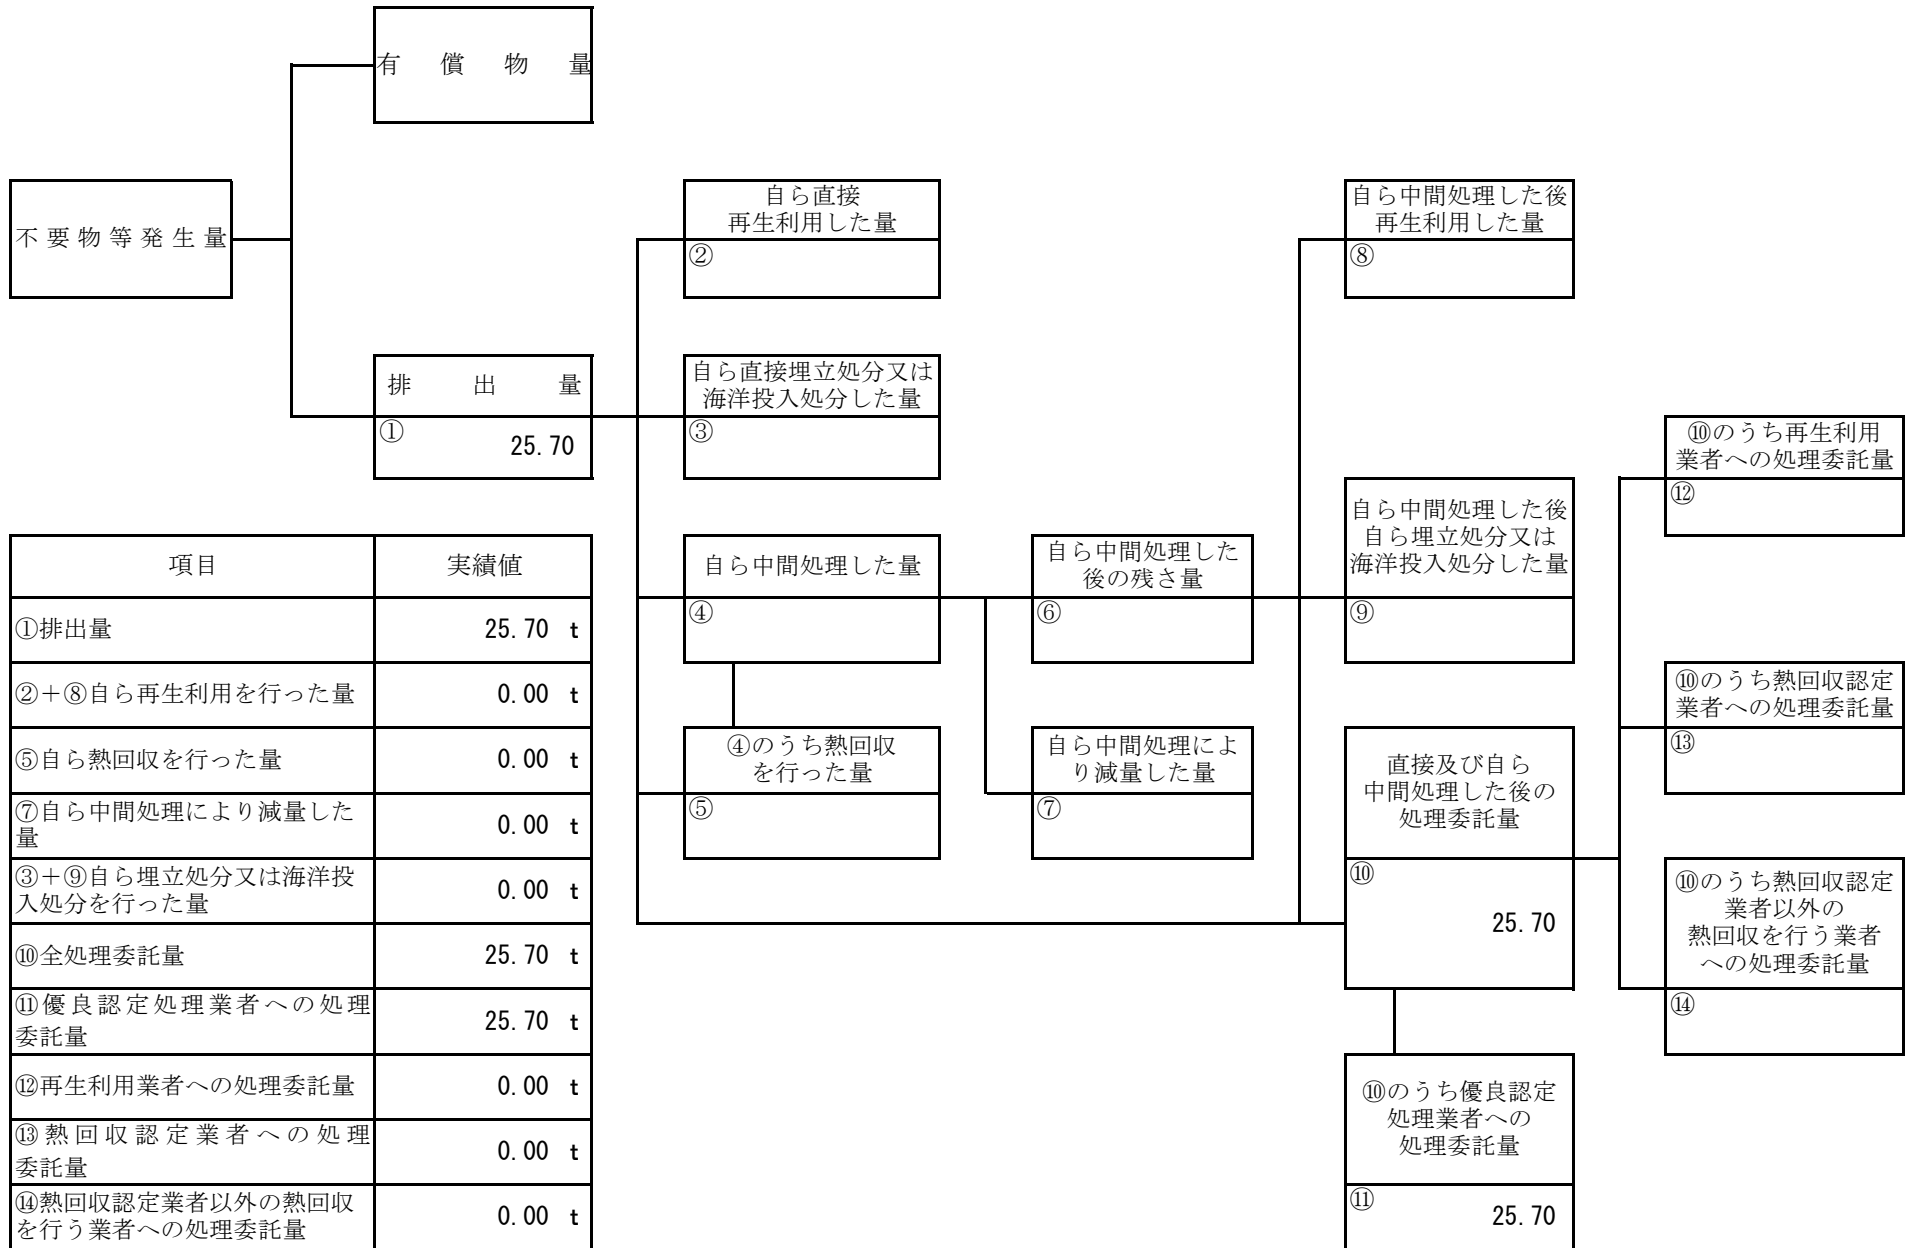 有償物量
不要物等発生量
自ら直接
再生利用した量
②
自ら中間処理した後
再生利用した量
⑧
排出量
①
25.70
自ら直接埋立処分又は
海洋投入処分した量
③
⑩のうち再生利用
業者への処理委託量
⑫
自ら中間処理した後
自ら埋立処分又は
海洋投入処分した量
⑨
自ら中間処理した量
④
自ら中間処理した
後の残さ量
⑥
⑩のうち熱回収認定
業者への処理委託量
⑬
④のうち熱回収
を行った量
⑤
自ら中間処理によ
り減量した量
⑦
直接及び自ら
中間処理した後の
処理委託量
⑩
25.70
⑩のうち熱回収認定
業者以外の
熱回収を行う業者
への処理委託量
⑭
⑩のうち優良認定
処理業者への
処理委託量
⑪
25.70
項目 実績値
①排出量 25.70 t
②+⑧自ら再生利用を行った量 0.00 t
⑤自ら熱回収を行った量 0.00 t
⑦自ら中間処理により減量した
量 0.00 t
③+⑨自ら埋立処分又は海洋投
入処分を行った量 0.00 t
⑩全処理委託量 25.70 t
⑪優良認定処理業者への処理
委託量 25.70 t
⑫再生利用業者への処理委託量 0.00 t
⑬熱回収認定業者への処理
委託量 0.00 t
⑭熱回収認定業者以外の熱回収
を行う業者への処理委託量 0.00 t